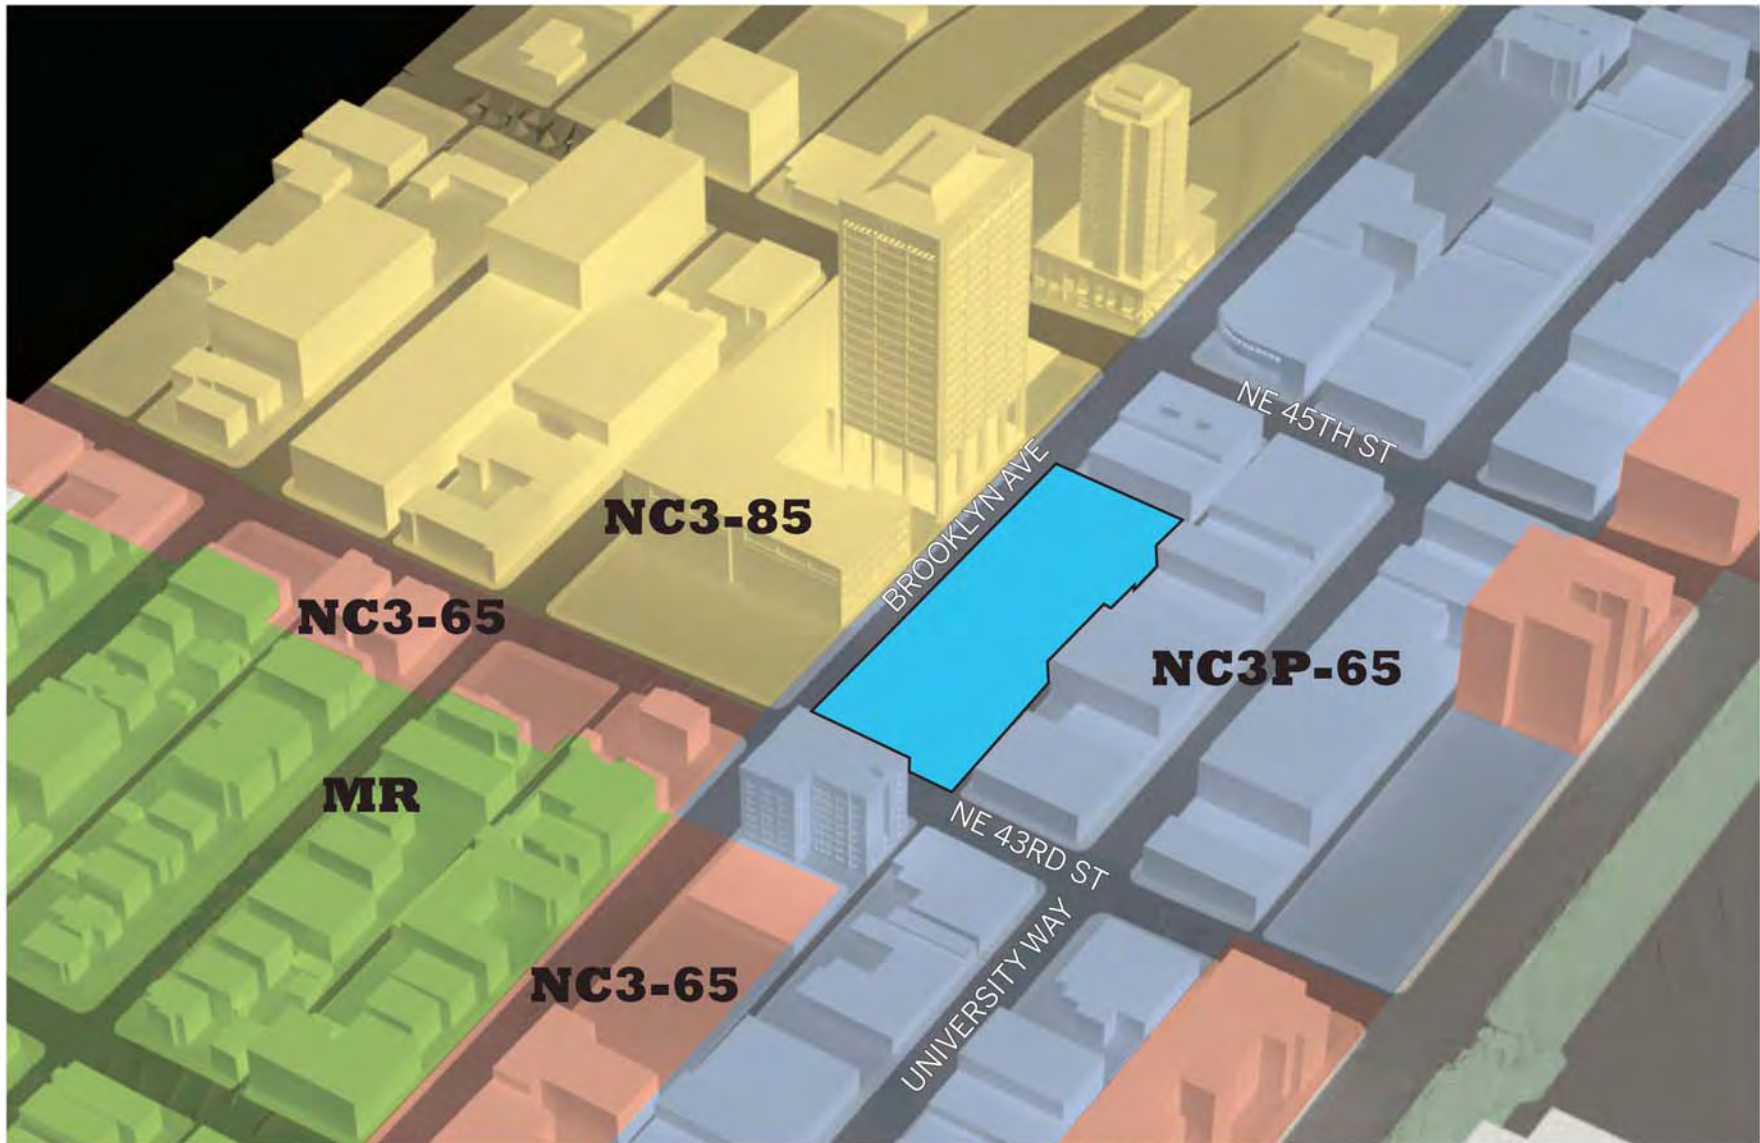 NE 45TH ST
BROOKLYN AVE
NC3-85
NC3-65
NC3P-65
MR
NE 43RD ST
NC3-65
UNIVERSITY WAY